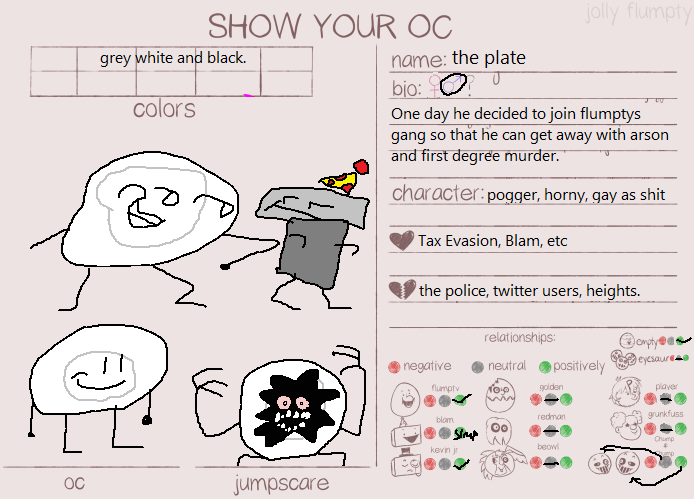 jolly flumpty
SHOW YOUR OC
grey white and black.
colors
name: the plate
bio: ?
One day he decided to join flumptys
gang so that he can get away with arson
and first degree murder.
character: pogger, horny, gay as shit
Tax Evasion, Blam, etc
the police, twitter users, heights.
relationships:
negative
neutral
positively
empty
eyesaur
flumpty
golden
player
blam
redman
grunkfuss
kevin jr
beowl
Chump
&
oc
jumpscare